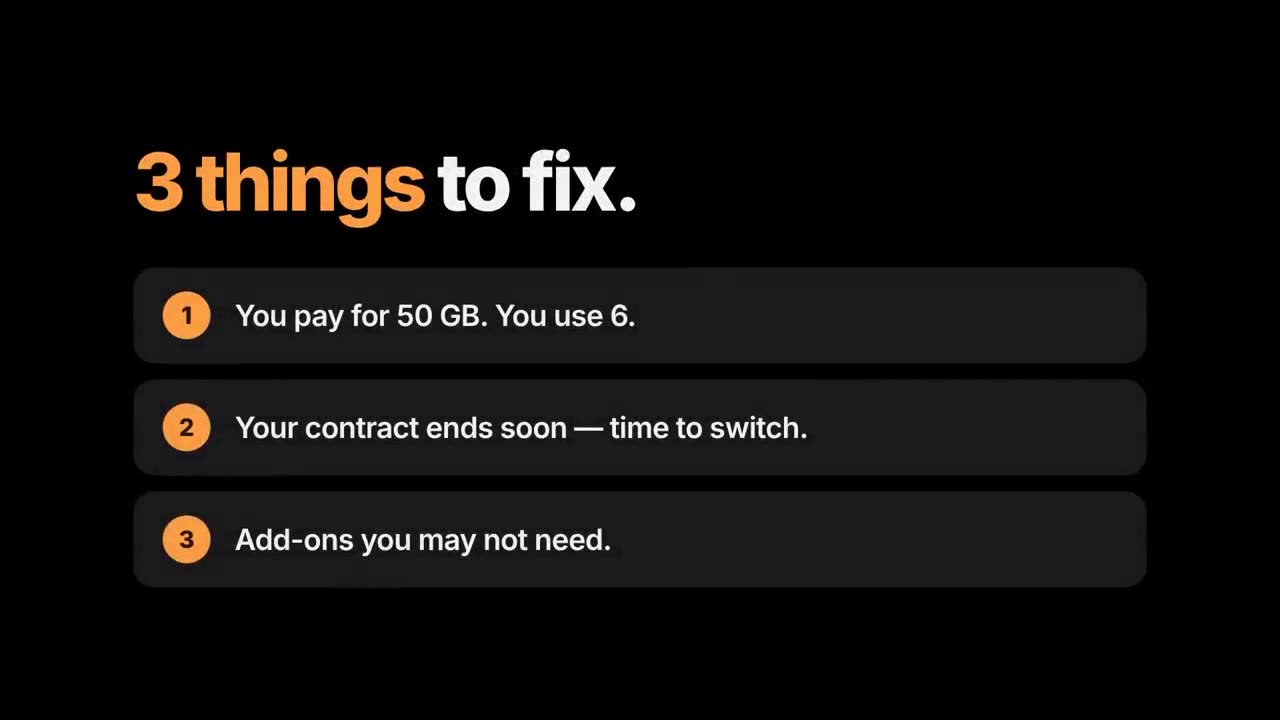 3 things to fix.
1 You pay for 50 GB. You use 6.
2 Your contract ends soon — time to switch.
3 Add-ons you may not need.